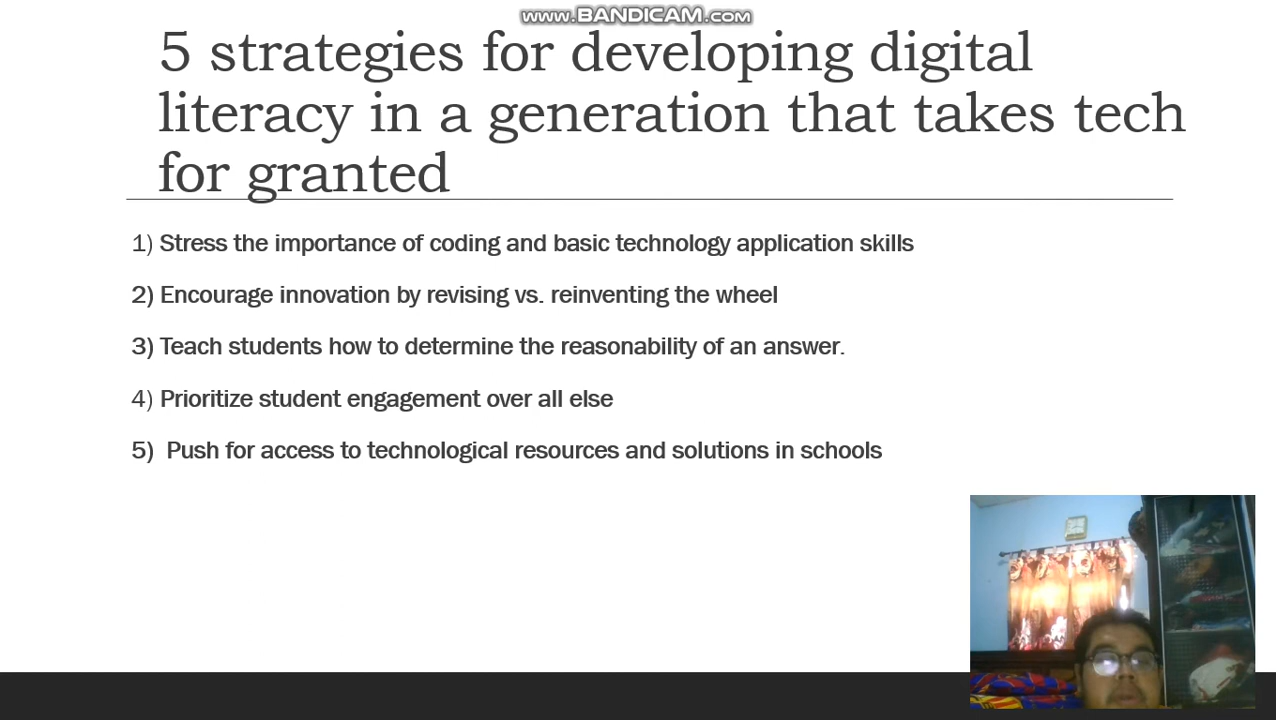 www.BANDICAM.com
5 strategies for developing digital
literacy in a generation that takes tech
for granted
1) Stress the importance of coding and basic technology application skills
2) Encourage innovation by revising vs. reinventing the wheel
3) Teach students how to determine the reasonability of an answer.
4) Prioritize student engagement over all else
5) Push for access to technological resources and solutions in schools